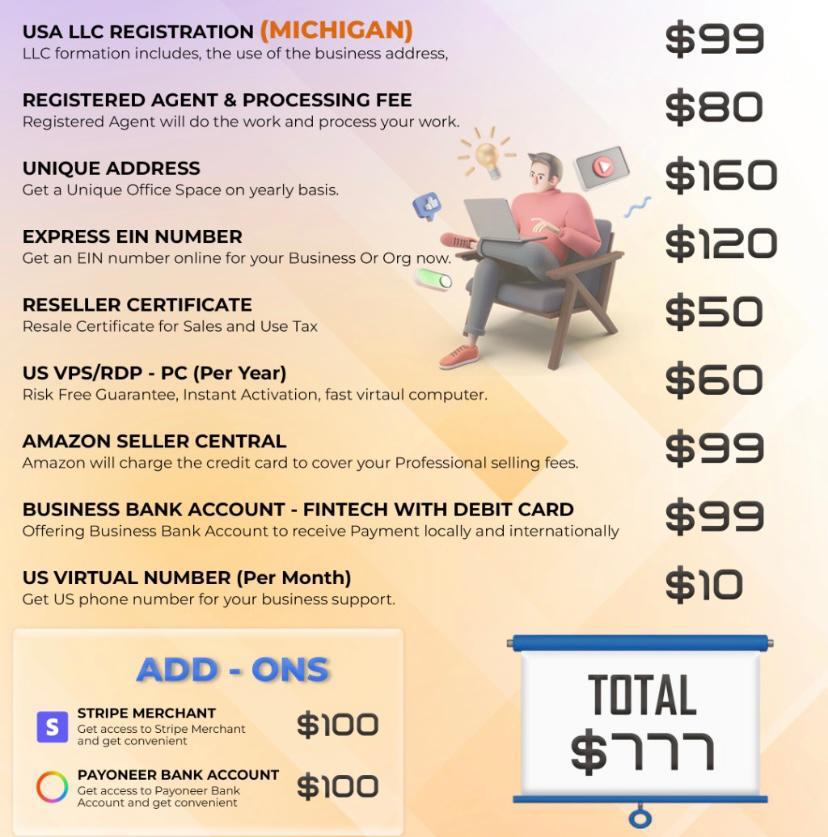 USA LLC REGISTRATION (MICHIGAN) $99
LLC formation includes, the use of the business address,
REGISTERED AGENT & PROCESSING FEE $80
Registered Agent will do the work and process your work.
UNIQUE ADDRESS $160
Get a Unique Office Space on yearly basis.
EXPRESS EIN NUMBER $120
Get an EIN number online for your Business Or Org now.
RESELLER CERTIFICATE $50
Resale Certificate for Sales and Use Tax
US VPS/RDP - PC (Per Year) $60
Risk Free Guarantee, Instant Activation, fast virtaul computer.
AMAZON SELLER CENTRAL $99
Amazon will charge the credit card to cover your Professional selling fees.
BUSINESS BANK ACCOUNT - FINTECH WITH DEBIT CARD $99
Offering Business Bank Account to receive Payment locally and internationally
US VIRTUAL NUMBER (Per Month) $10
Get US phone number for your business support.
ADD - ONS
S
STRIPE MERCHANT $100
Get access to Stripe Merchant
and get convenient
PAYONEER BANK ACCOUNT $100
Get access to Payoneer Bank
Account and get convenient
TOTAL
$777